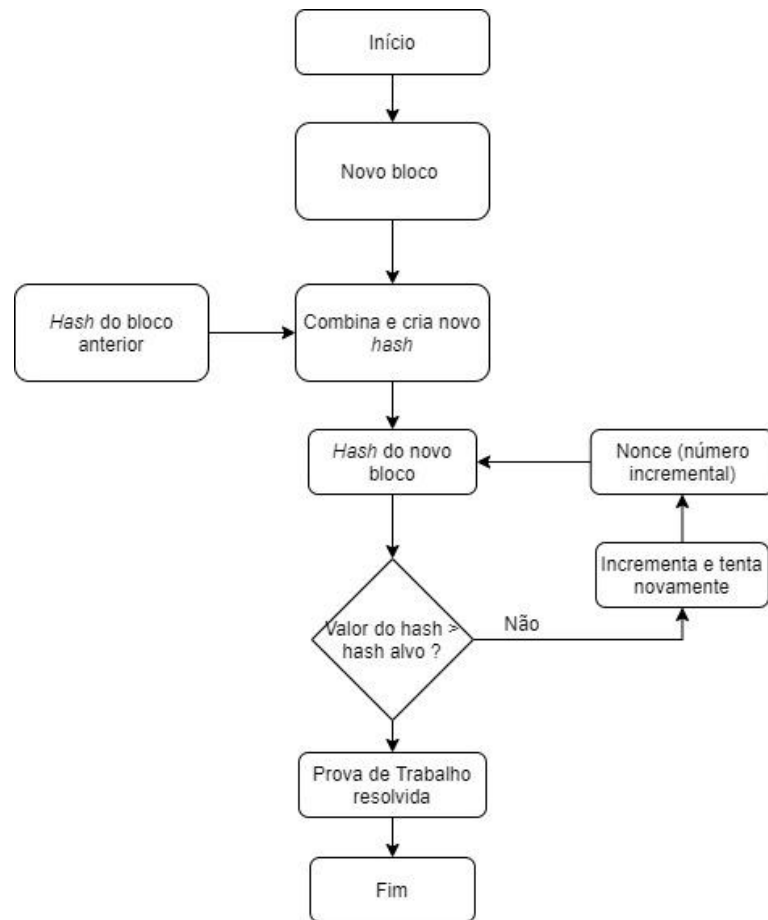 Início
Novo bloco
Hash do bloco
anterior
Combina e cria novo
hash
Hash do novo
bloco
Nonce (número
incremental)
Incrementa e tenta
novamente
Valor do hash >
hash alvo ?
Não
Prova de Trabalho
resolvida
Fim